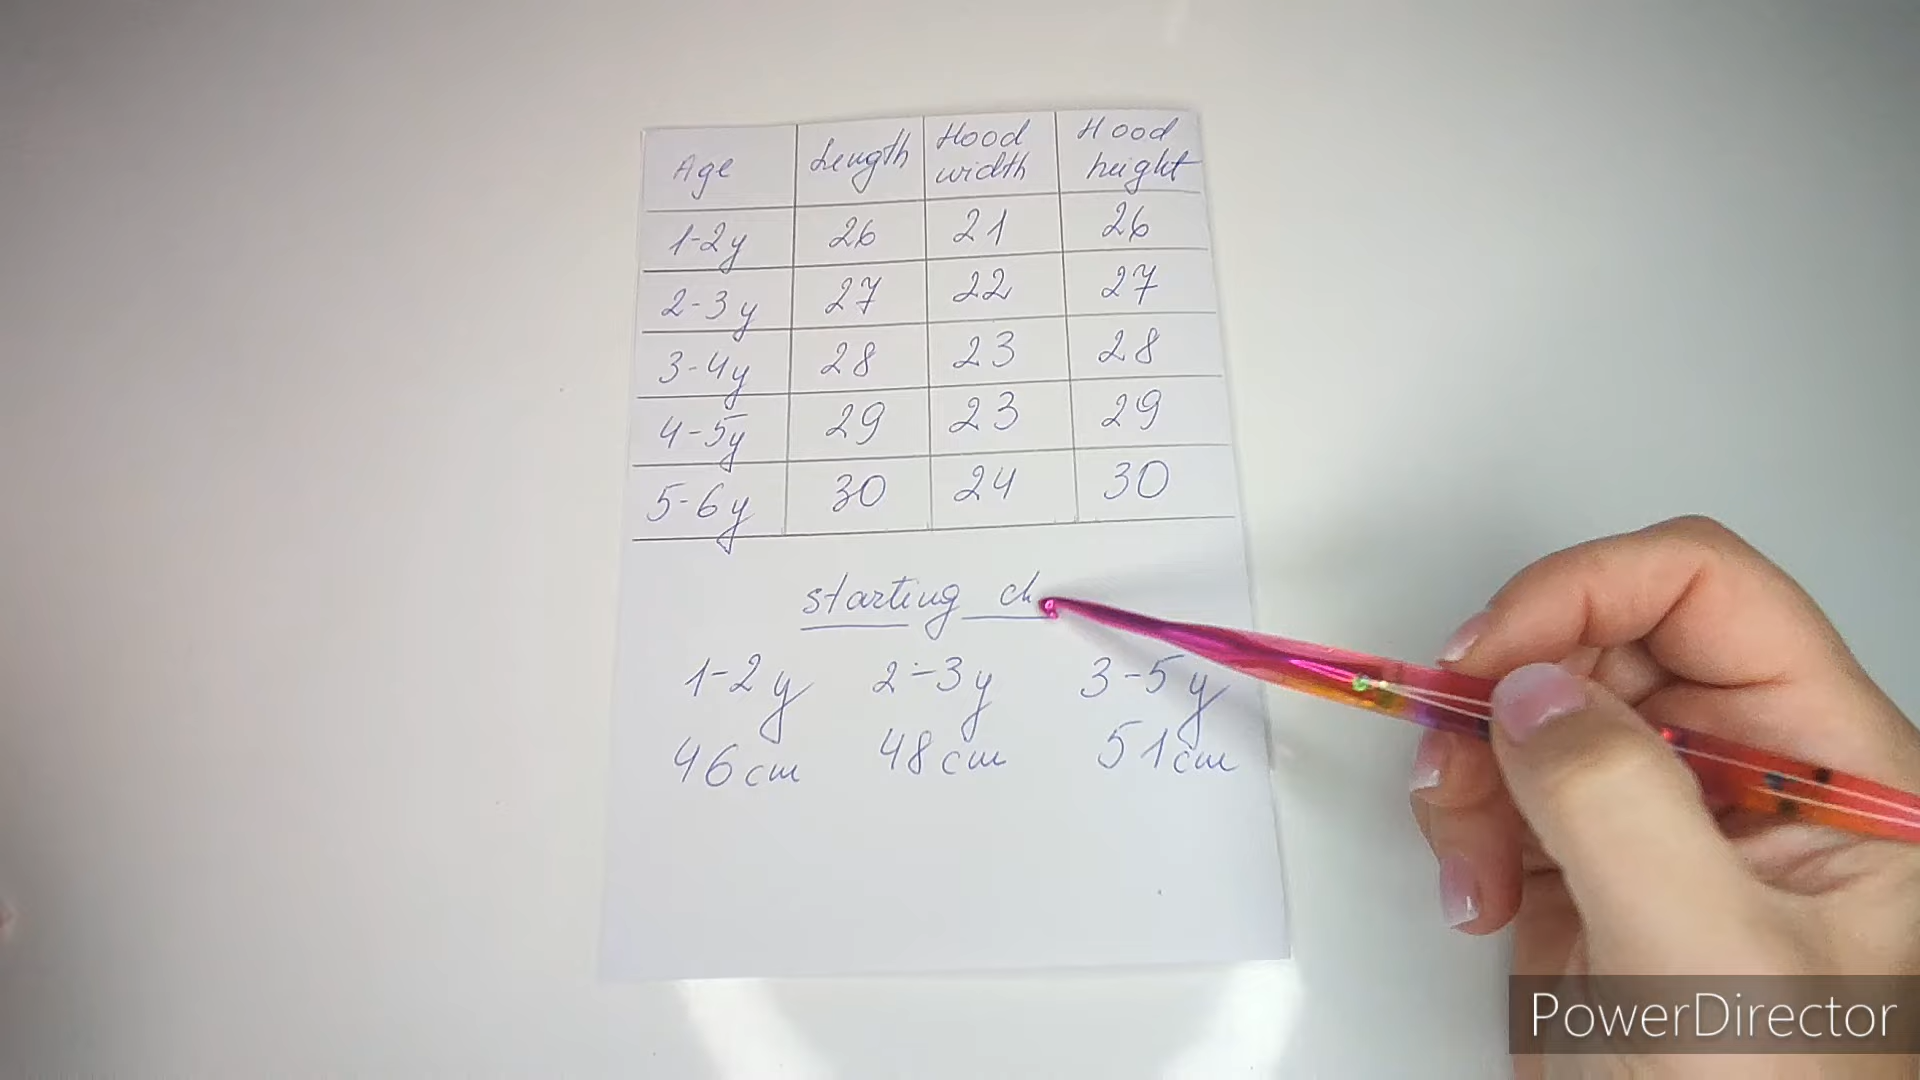 Age Length Hood width Hood height
1-2y 26 21 26
2-3y 27 22 27
3-4y 28 23 28
4-5y 29 23 29
5-6y 30 24 30
starting ch
1-2y 2-3y 3-5y
46cm 48cm 51cm
PowerDirector